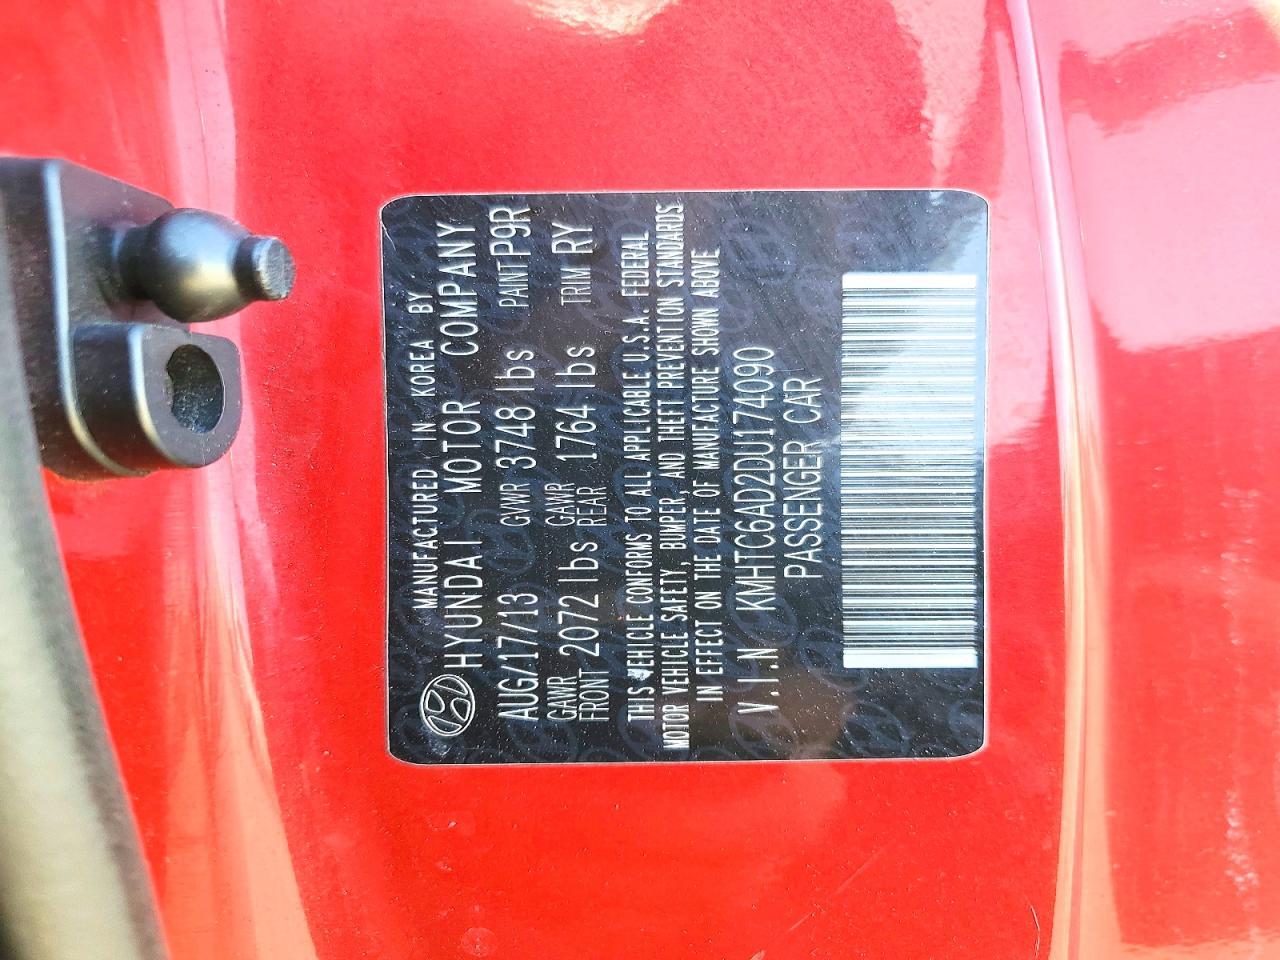 MANUFACTURED IN KOREA BY
HYUNDAI MOTOR COMPANY
AUG/17/13 GVWR 3748 lbs PAINT P9R
GAWR FRONT 2072 lbs GAWR REAR 1764 lbs TRIM RY
THIS VEHICLE CONFORMS TO ALL APPLICABLE U.S.A. FEDERAL
MOTOR VEHICLE SAFETY, BUMPER, AND THEFT PREVENTION STANDARDS
IN EFFECT ON THE DATE OF MANUFACTURE SHOWN ABOVE
V.I.N KMHTC6AD2DU174090
PASSENGER CAR